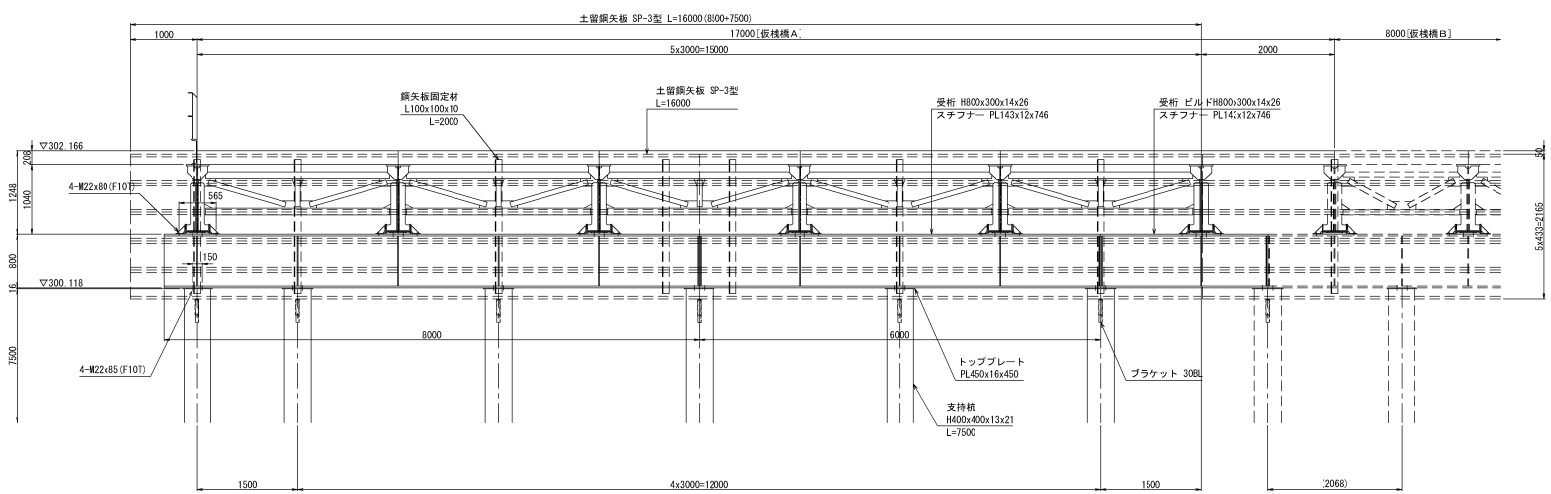 土留鋼矢板 SP-3型 L=16000(8500+7500)
1000
17000[仮桟橋A]
8000[仮桟橋B]
5x3000=15000
2000
鋼矢板固定材
L100x100x10
L=2000
土留鋼矢板 SP-3型
L=16000
受桁 H800x300x14x26
スチフナー PL143x12x746
受桁 ビルドH800x300x14x26
スチフナー PL143x12x746
▽302.166
208
50
4-M22x80(F10T)
1248
1040
565
5x433=2165
800
150
16
▽300.118
8000
6000
7500
4-M22x85(F10T)
トッププレート
PL450x16x450
ブラケット 30BL
支持杭
H400x400x13x21
L=7500
1500
4x3000=12000
1500
(2068)